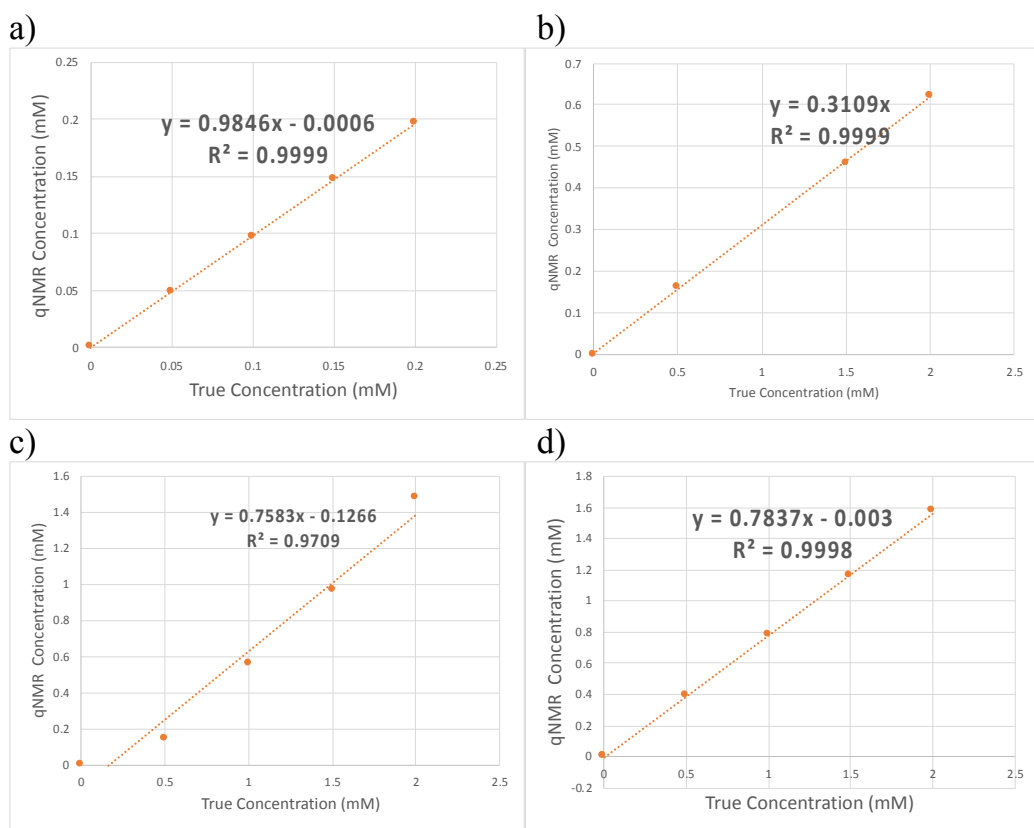 a)
0.25
0.2
0.15
0.1
0.05
0
qNMR Concentration (mM)
y = 0.9846x - 0.0006
R² = 0.9999
0 0.05 0.1 0.15 0.2 0.25
True Concentration (mM)
b)
0.7
0.6
0.5
0.4
0.3
0.2
0.1
0
qNMR Concenrtation (mM)
y = 0.3109x
R² = 0.9999
0 0.5 1 1.5 2 2.5
True Concentration (mM)
c)
1.6
1.4
1.2
1
0.8
0.6
0.4
0.2
0
qNMR Concentration (mM)
y = 0.7583x - 0.1266
R² = 0.9709
0 0.5 1 1.5 2 2.5
True Concentration (mM)
d)
1.8
1.6
1.4
1.2
1
0.8
0.6
0.4
0.2
0
-0.2
qNMR Concentration (mM)
y = 0.7837x - 0.003
R² = 0.9998
0 0.5 1 1.5 2 2.5
True Concentration (mM)